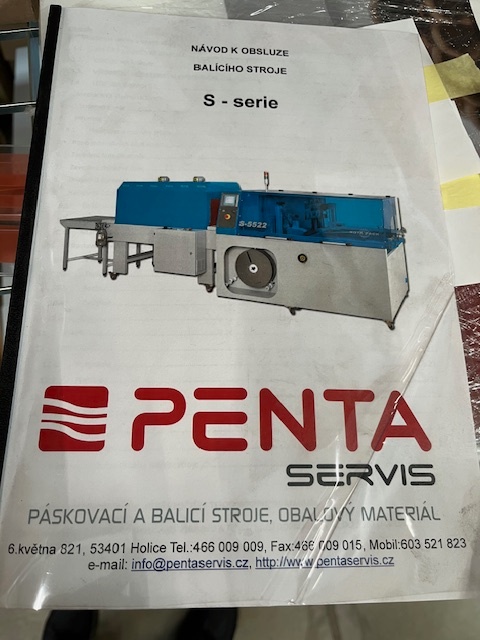 NÁVOD K OBSLUZE
BALÍCÍHO STROJE
S - serie
S-5522
PENTA
SERVIS
PÁSKOVACÍ A BALICÍ STROJE, OBALOVÝ MATERIÁL
6.května 821, 53401 Holice Tel.:466 009 009, Fax:466 009 015, Mobil:603 521 823
e-mail: info@pentaservis.cz, http://www.pentaservis.cz